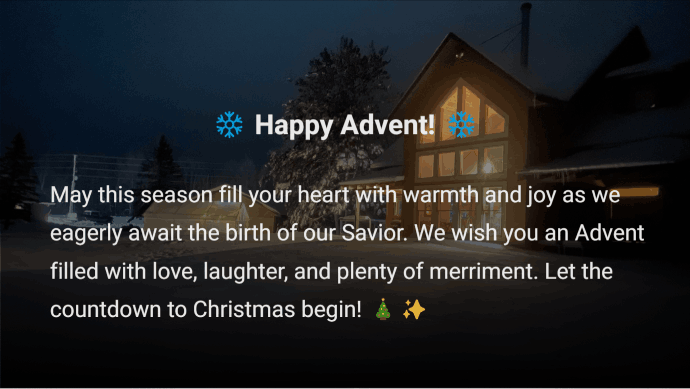 ❄️ Happy Advent! ❄️
May this season fill your heart with warmth and joy as we
eagerly await the birth of our Savior. We wish you an Advent
filled with love, laughter, and plenty of merriment. Let the
countdown to Christmas begin! 🎄 ✨